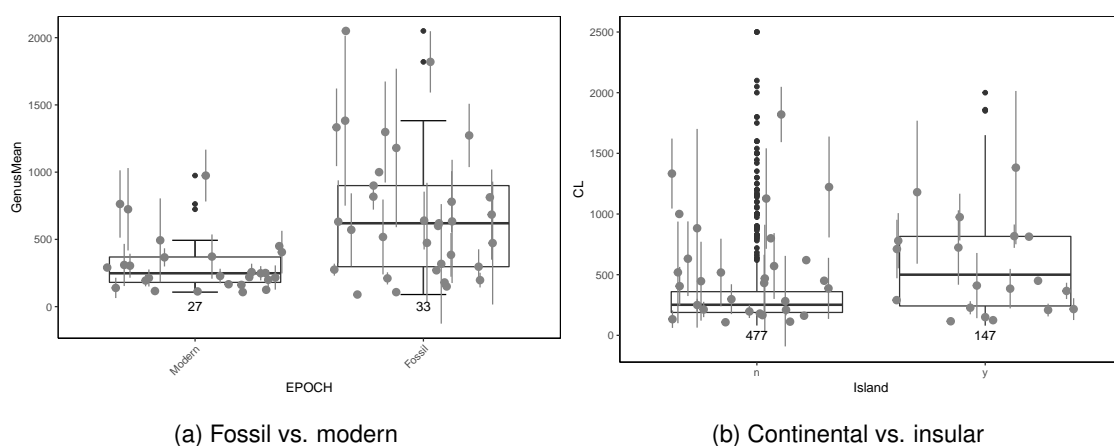 2000
1500
1000
500
0
GenusMean
27
33
Modern
Fossil
EPOCH
(a) Fossil vs. modern
2500
2000
1500
1000
500
0
CL
477
147
n
y
Island
(b) Continental vs. insular